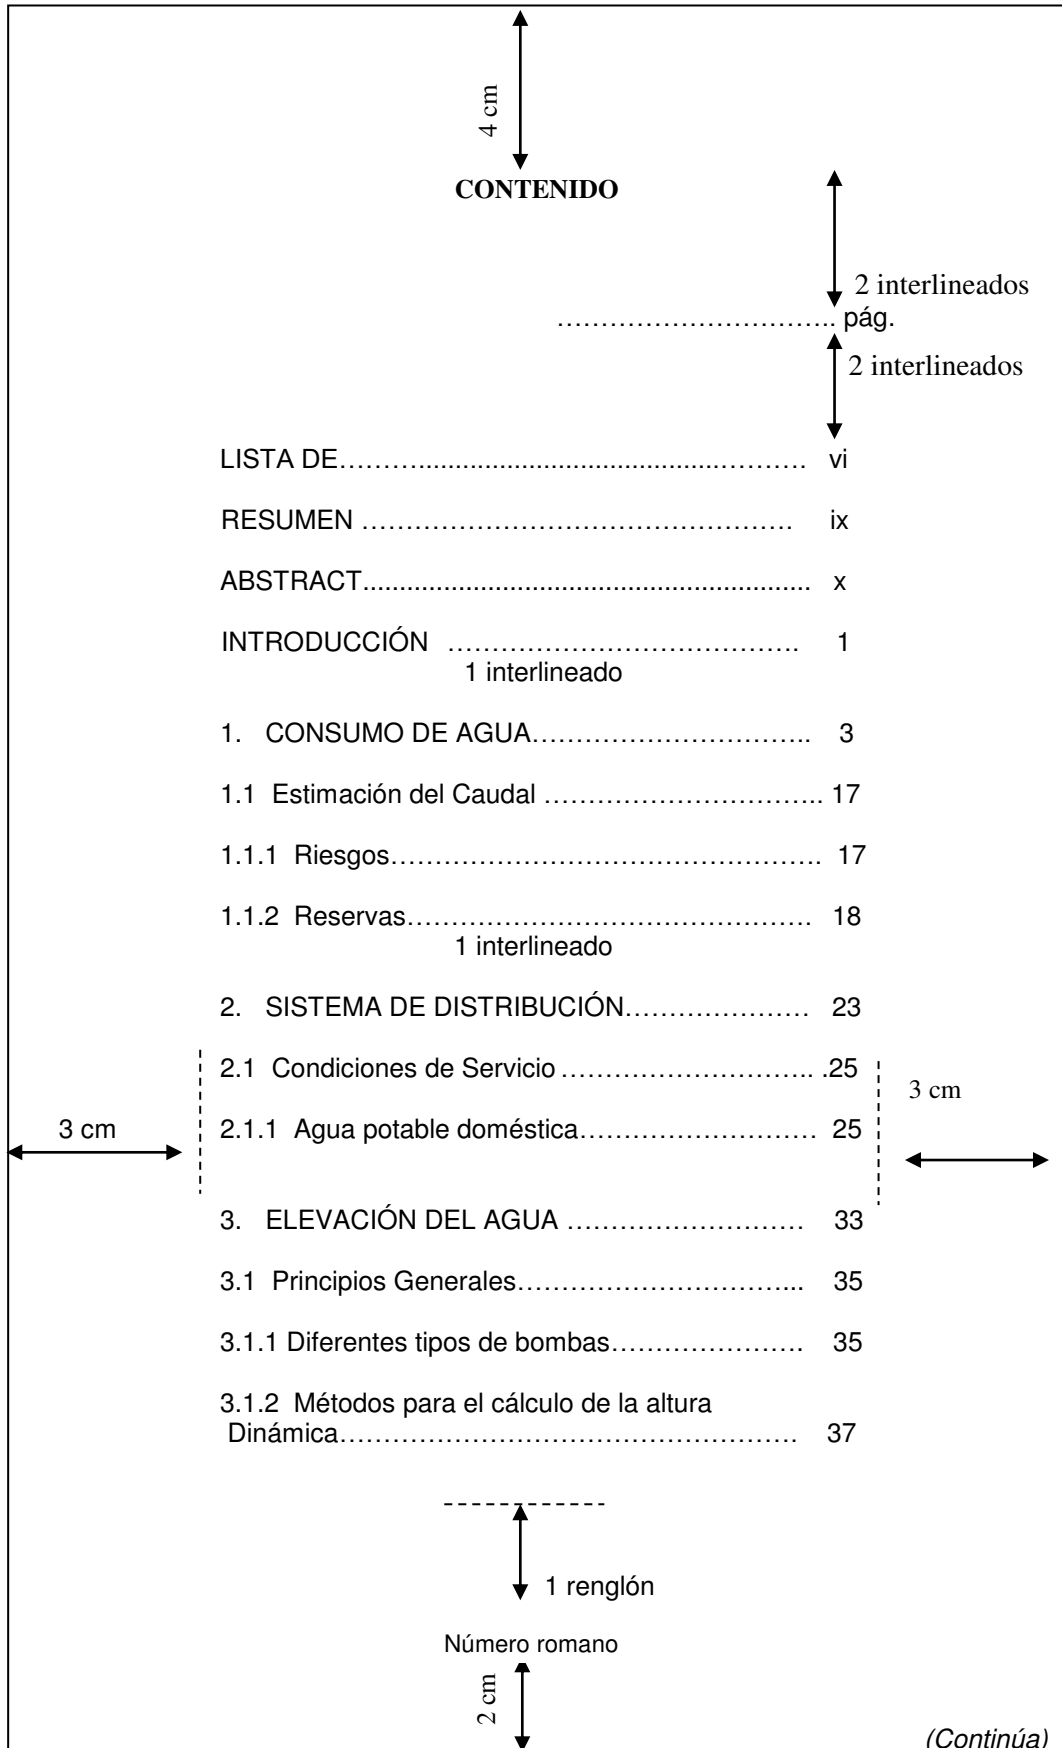 4 cm
CONTENIDO
2 interlineados
…………………………….. pág.
2 interlineados
LISTA DE………........................................………. vi
RESUMEN …………………………………………. ix
ABSTRACT............................................................ x
INTRODUCCIÓN …………………………………. 1
1 interlineado
1. CONSUMO DE AGUA………………………….. 3
1.1 Estimación del Caudal ………………………….. 17
1.1.1 Riesgos………………………………………….. 17
1.1.2 Reservas………………………………………… 18
1 interlineado
2. SISTEMA DE DISTRIBUCIÓN………………… 23
2.1 Condiciones de Servicio ……………………….. .25
3 cm
3 cm
2.1.1 Agua potable doméstica……………………… 25
3. ELEVACIÓN DEL AGUA ……………………… 33
3.1 Principios Generales…………………………... 35
3.1.1 Diferentes tipos de bombas…………………. 35
3.1.2 Métodos para el cálculo de la altura
Dinámica……………………………………………. 37
1 renglón
Número romano
2 cm
(Continúa)